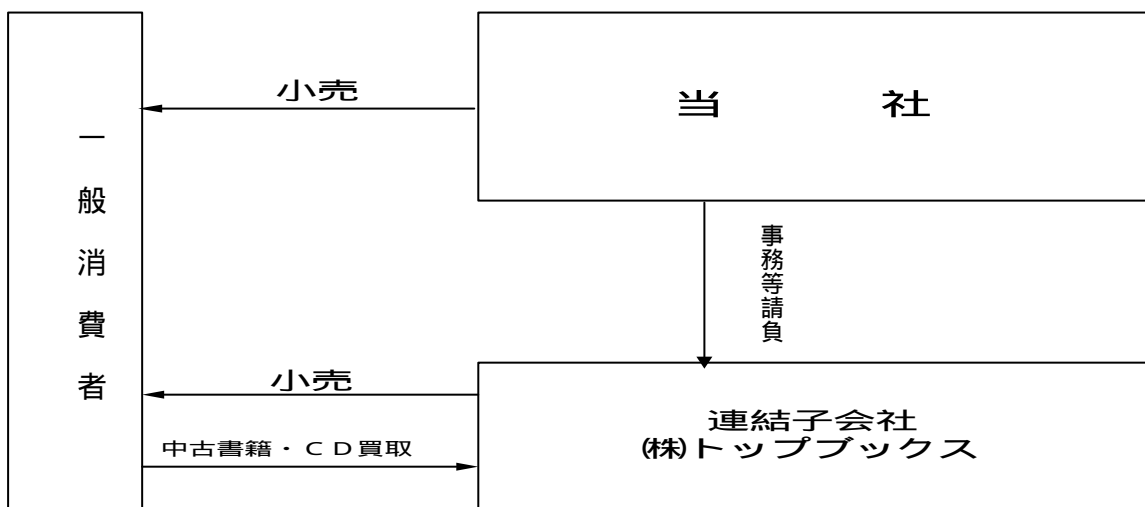 一般消費者
小売
当　　社
事務等請負
小売
連結子会社
㈱トップブックス
中古書籍・ＣＤ買取